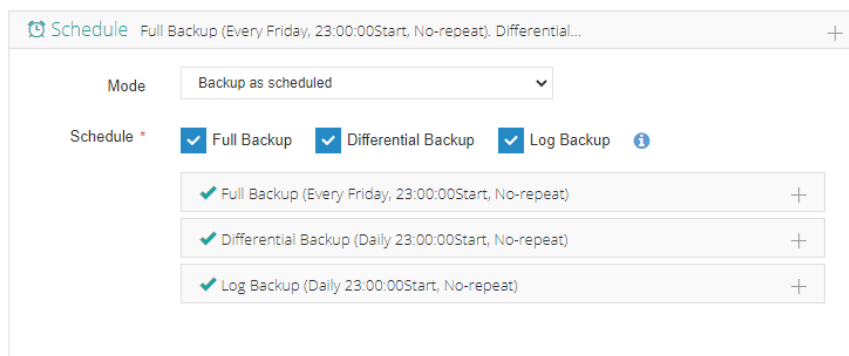 Schedule Full Backup (Every Friday, 23:00:00Start, No-repeat). Differential...
Mode Backup as scheduled
Schedule * Full Backup Differential Backup Log Backup
Full Backup (Every Friday, 23:00:00Start, No-repeat)
Differential Backup (Daily 23:00:00Start, No-repeat)
Log Backup (Daily 23:00:00Start, No-repeat)